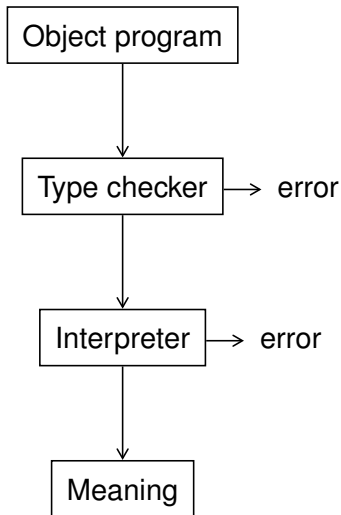 Object program
Type checker
error
Interpreter
error
Meaning